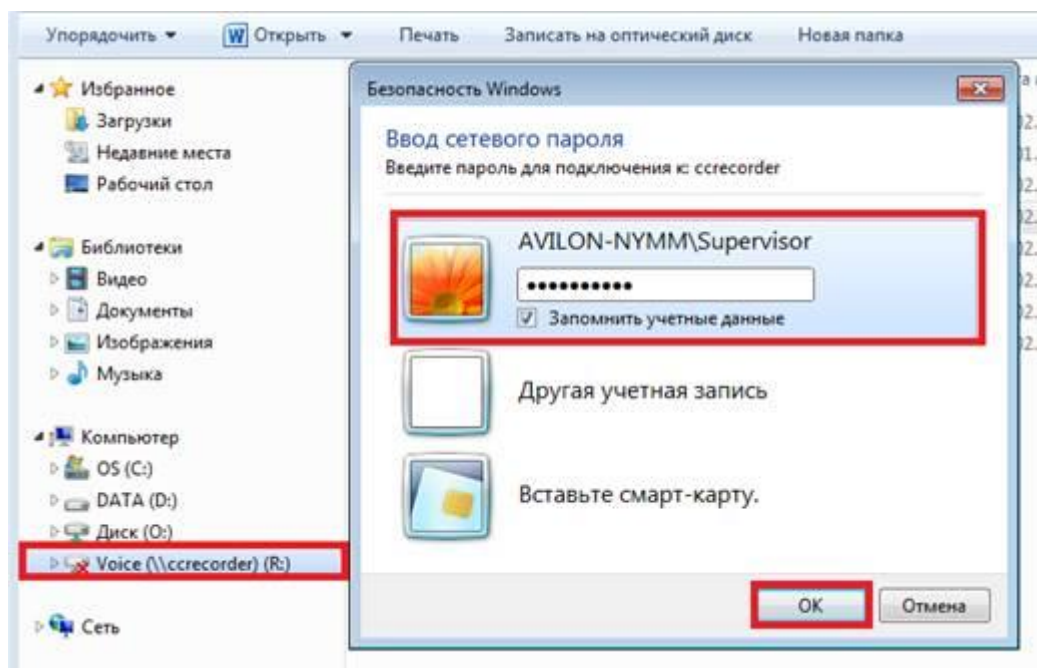 Упорядочить
Открыть
Печать
Записать на оптический диск
Новая папка
Избранное
Загрузки
Недавние места
Рабочий стол
Библиотеки
Видео
Документы
Изображения
Музыка
Компьютер
OS (C:)
DATA (D:)
Диск (O:)
Voice (\\ccrecorder) (R:)
Сеть
Безопасность Windows
Ввод сетевого пароля
Введите пароль для подключения к: ccrecorder
AVILON-NYMM\Supervisor
Запомнить учетные данные
Другая учетная запись
Вставьте смарт-карту.
OK
Отмена